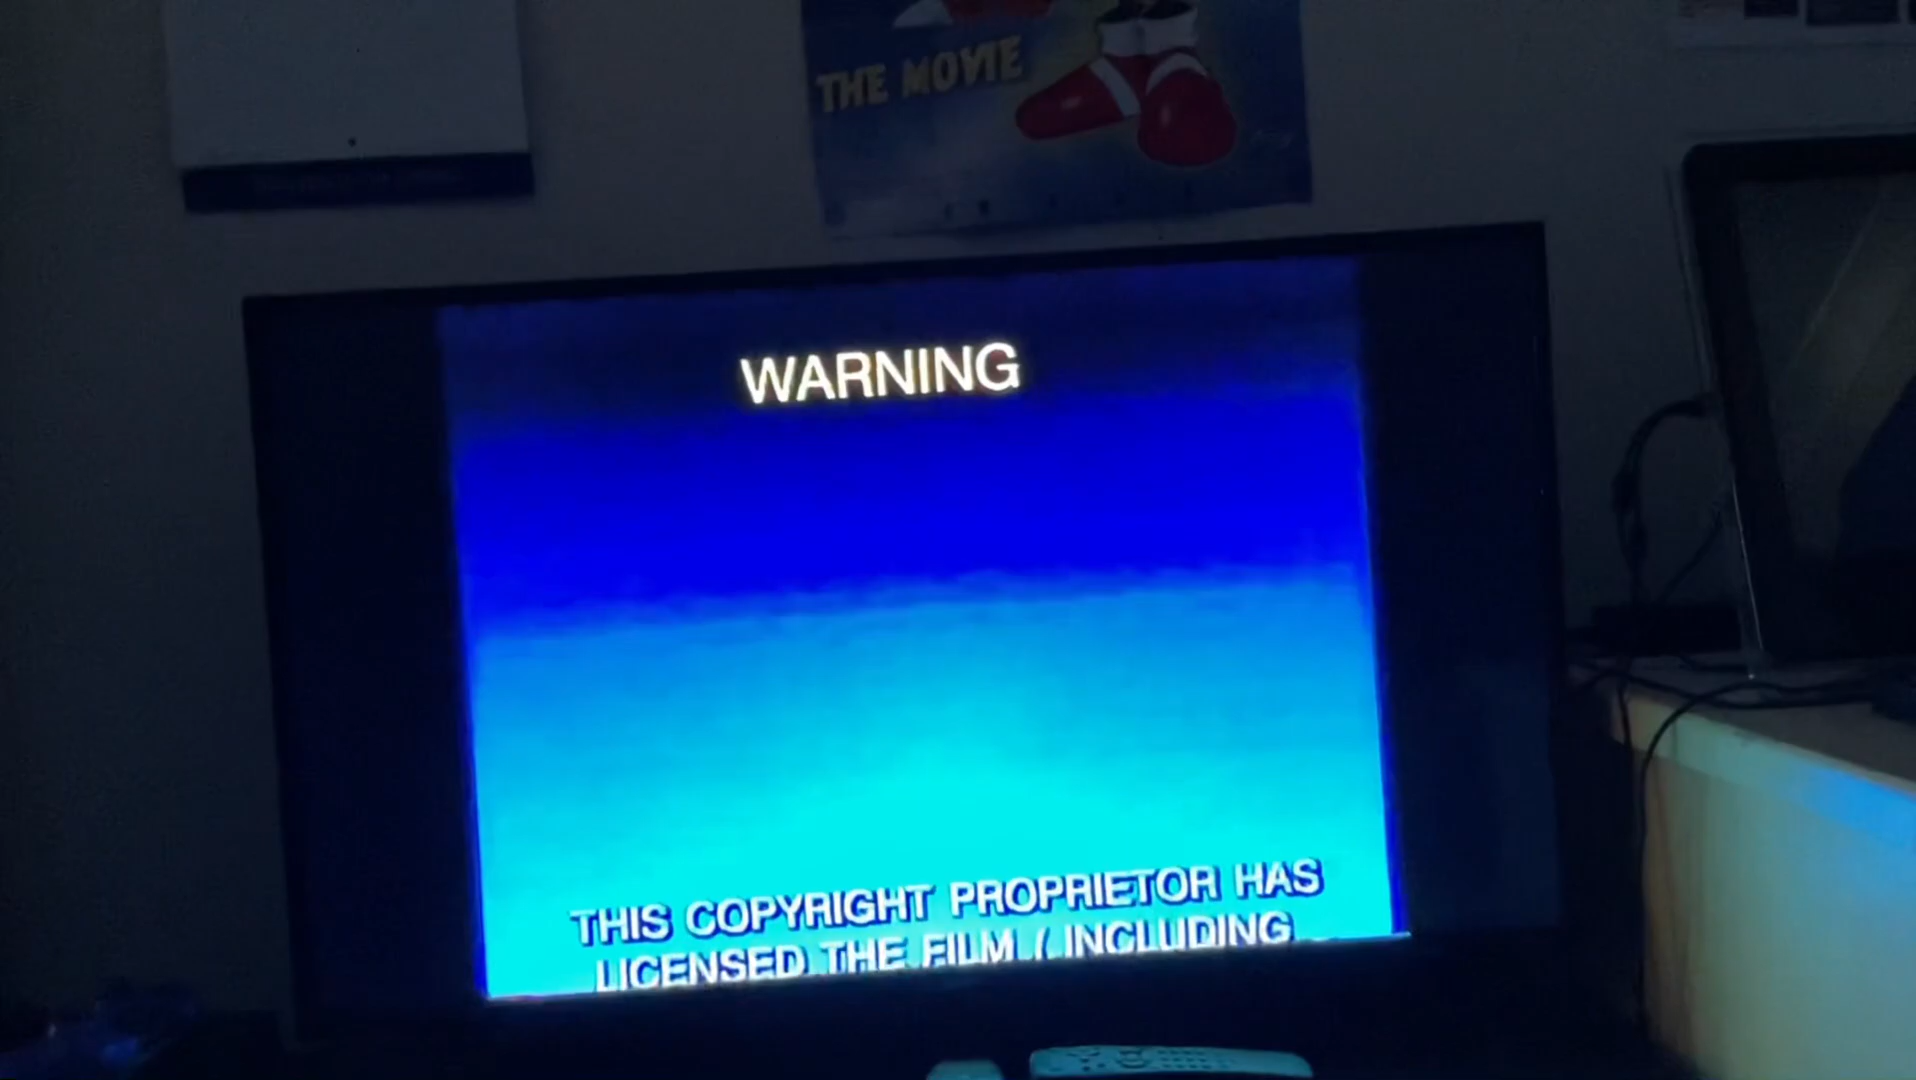 THE MOVIE
WARNING
THIS COPYRIGHT PROPRIETOR HAS
LICENSED THE FILM ( INCLUDING